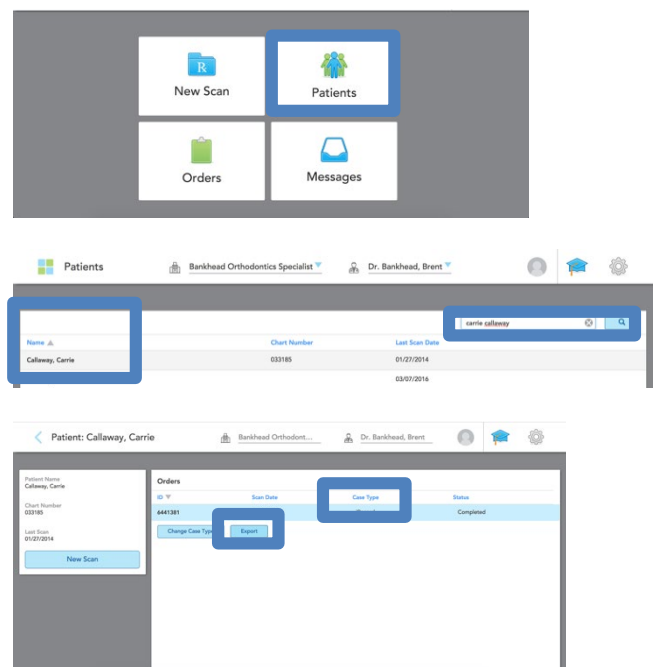 R
New Scan Patients
Orders Messages
Patients Bankhead Orthodontics Specialist Dr. Bankhead, Brent
carrie callaway
Name Chart Number Last Scan Date
Callaway, Carrie 033185 01/27/2014
03/07/2016
Patient: Callaway, Carrie Bankhead Orthodont... Dr. Bankhead, Brent
Patient Name
Callaway, Carrie
Chart Number
033185
Last Scan
01/27/2014
New Scan
Orders
ID Scan Date Case Type Status
6441381 Completed
Change Case Type Export